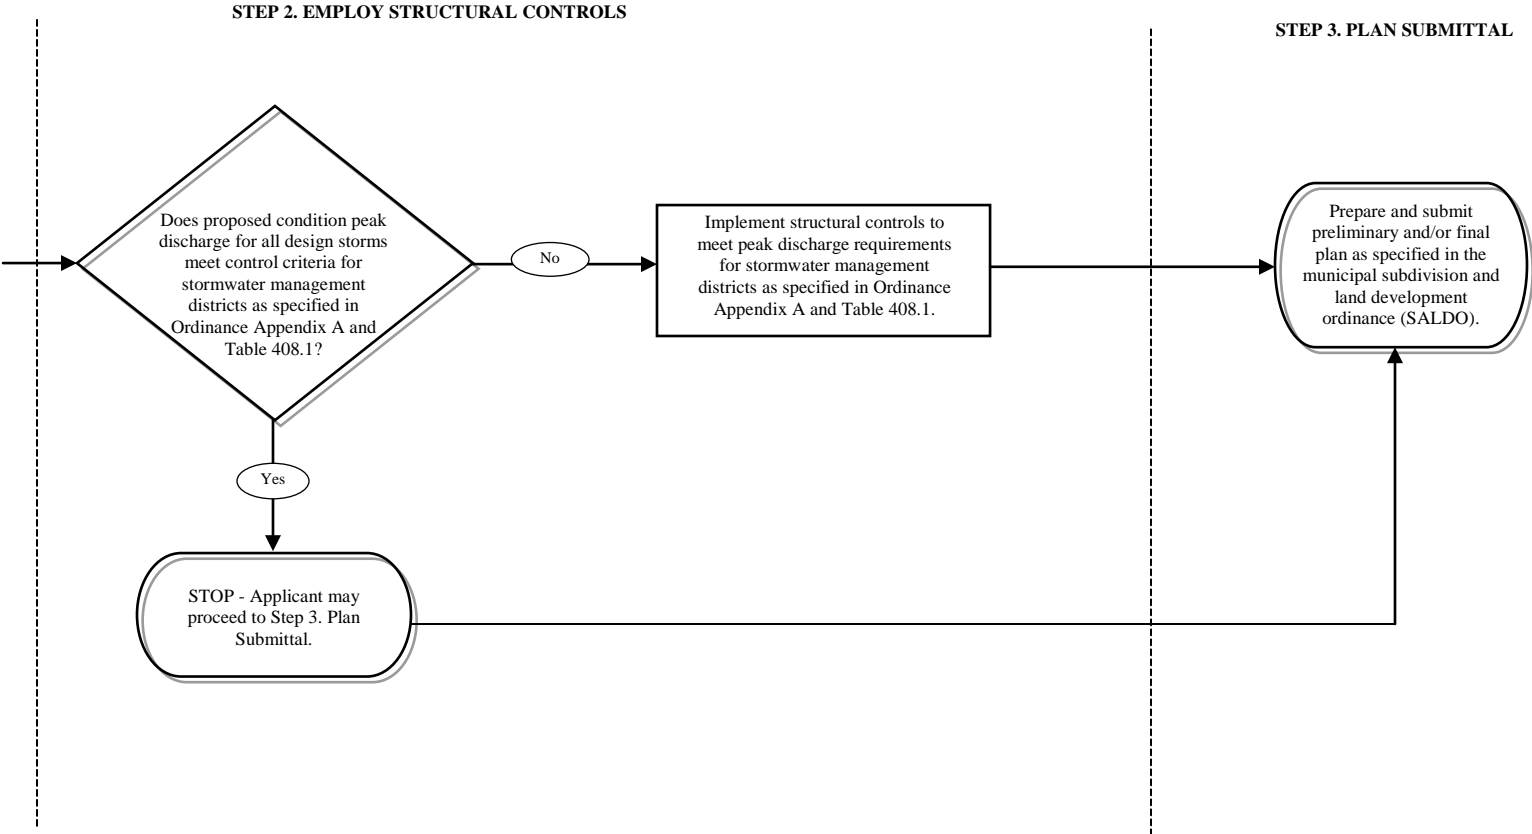 STEP 2. EMPLOY STRUCTURAL CONTROLS
STEP 3. PLAN SUBMITTAL
Does proposed condition peak
discharge for all design storms
meet control criteria for
stormwater management
districts as specified in
Ordinance Appendix A and
Table 408.1?
No
Implement structural controls to
meet peak discharge requirements
for stormwater management
districts as specified in Ordinance
Appendix A and Table 408.1.
Prepare and submit
preliminary and/or final
plan as specified in the
municipal subdivision and
land development
ordinance (SALDO).
Yes
STOP - Applicant may
proceed to Step 3. Plan
Submittal.